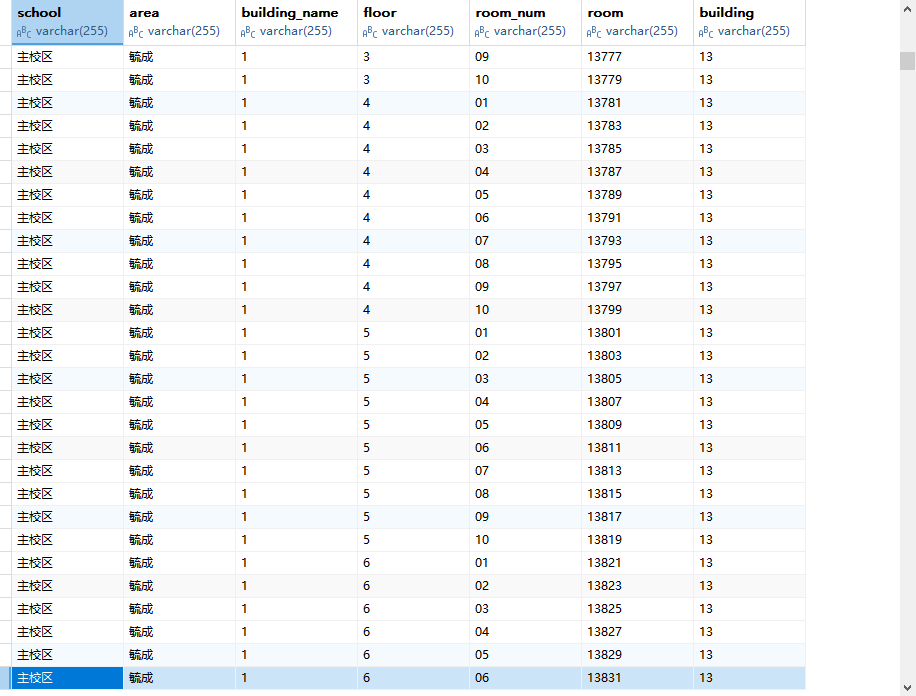 school area building_name floor room_num room building
ABC varchar(255) ABC varchar(255) ABC varchar(255) ABC varchar(255) ABC varchar(255) ABC varchar(255) ABC varchar(255)
主校区 毓成 1 3 09 13777 13
主校区 毓成 1 3 10 13779 13
主校区 毓成 1 4 01 13781 13
主校区 毓成 1 4 02 13783 13
主校区 毓成 1 4 03 13785 13
主校区 毓成 1 4 04 13787 13
主校区 毓成 1 4 05 13789 13
主校区 毓成 1 4 06 13791 13
主校区 毓成 1 4 07 13793 13
主校区 毓成 1 4 08 13795 13
主校区 毓成 1 4 09 13797 13
主校区 毓成 1 4 10 13799 13
主校区 毓成 1 5 01 13801 13
主校区 毓成 1 5 02 13803 13
主校区 毓成 1 5 03 13805 13
主校区 毓成 1 5 04 13807 13
主校区 毓成 1 5 05 13809 13
主校区 毓成 1 5 06 13811 13
主校区 毓成 1 5 07 13813 13
主校区 毓成 1 5 08 13815 13
主校区 毓成 1 5 09 13817 13
主校区 毓成 1 5 10 13819 13
主校区 毓成 1 6 01 13821 13
主校区 毓成 1 6 02 13823 13
主校区 毓成 1 6 03 13825 13
主校区 毓成 1 6 04 13827 13
主校区 毓成 1 6 05 13829 13
主校区 毓成 1 6 06 13831 13